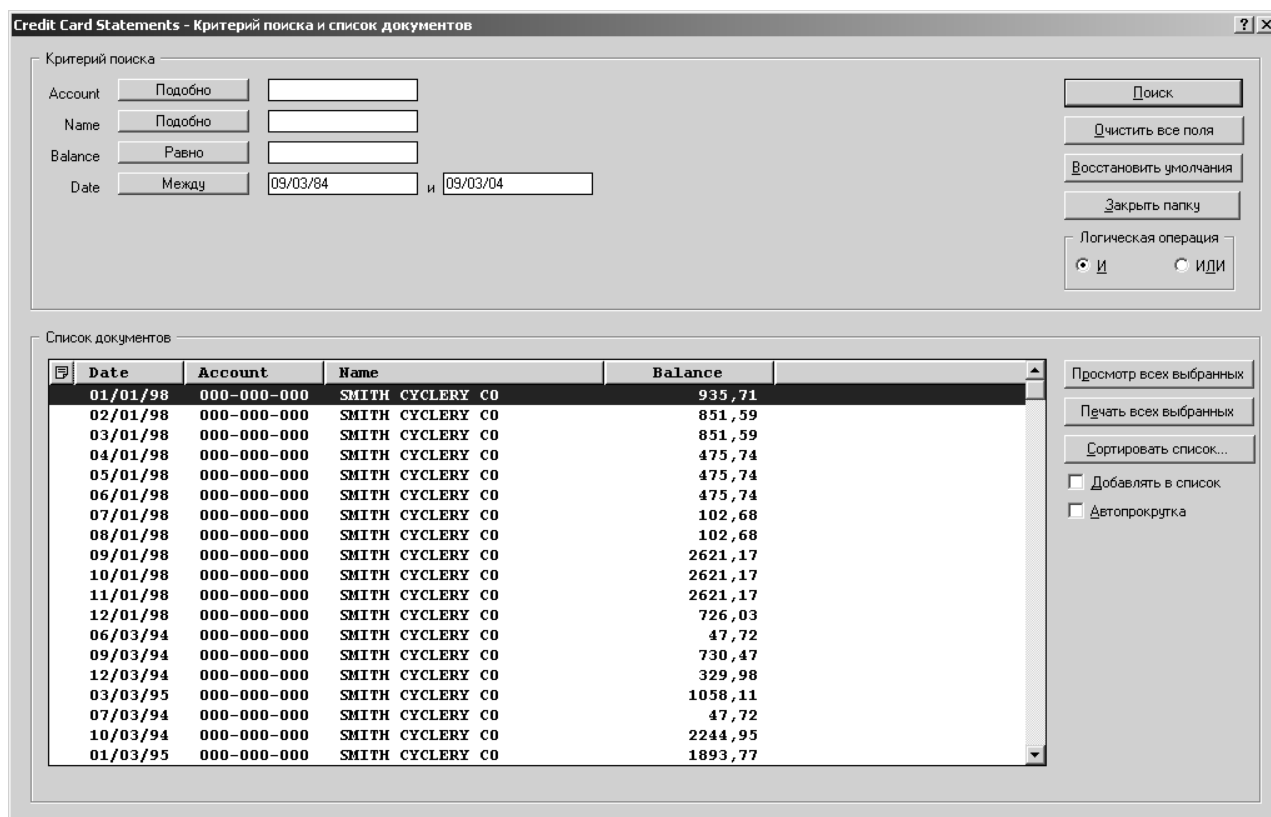 Credit Card Statements - Критерий поиска и список документов
Критерий поиска
Account Подобно
Name Подобно
Balance Равно
Date Между 09/03/84 и 09/03/04
Поиск
Очистить все поля
Восстановить умолчания
Закрыть папку
Логическая операция
И ИЛИ
Список документов
Date Account Name Balance
01/01/98 000-000-000 SMITH CYCLERY CO 935,71
02/01/98 000-000-000 SMITH CYCLERY CO 851,59
03/01/98 000-000-000 SMITH CYCLERY CO 851,59
04/01/98 000-000-000 SMITH CYCLERY CO 475,74
05/01/98 000-000-000 SMITH CYCLERY CO 475,74
06/01/98 000-000-000 SMITH CYCLERY CO 475,74
07/01/98 000-000-000 SMITH CYCLERY CO 102,68
08/01/98 000-000-000 SMITH CYCLERY CO 102,68
09/01/98 000-000-000 SMITH CYCLERY CO 2621,17
10/01/98 000-000-000 SMITH CYCLERY CO 2621,17
11/01/98 000-000-000 SMITH CYCLERY CO 2621,17
12/01/98 000-000-000 SMITH CYCLERY CO 726,03
06/03/94 000-000-000 SMITH CYCLERY CO 47,72
09/03/94 000-000-000 SMITH CYCLERY CO 730,47
12/03/94 000-000-000 SMITH CYCLERY CO 329,98
03/03/95 000-000-000 SMITH CYCLERY CO 1058,11
07/03/94 000-000-000 SMITH CYCLERY CO 47,72
10/03/94 000-000-000 SMITH CYCLERY CO 2244,95
01/03/95 000-000-000 SMITH CYCLERY CO 1893,77
Просмотр всех выбранных
Печать всех выбранных
Сортировать список...
Добавлять в список
Автопрокрутка